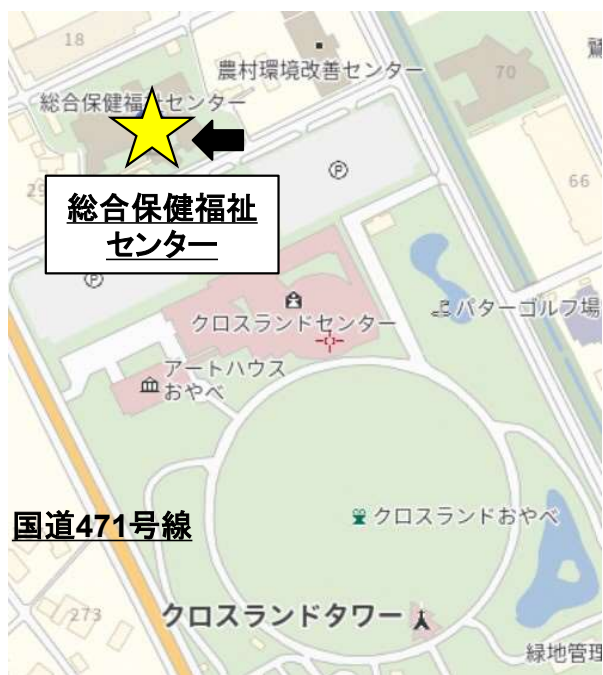 18
農村環境改善センター
70
鷲
総合保健福祉センター
29
Ⓟ
66
総合保健福祉
センター
Ⓟ
パターゴルフ場
クロスランドセンター
アートハウス
おやべ
国道471号線
クロスランドおやべ
273
クロスランドタワー
緑地管理